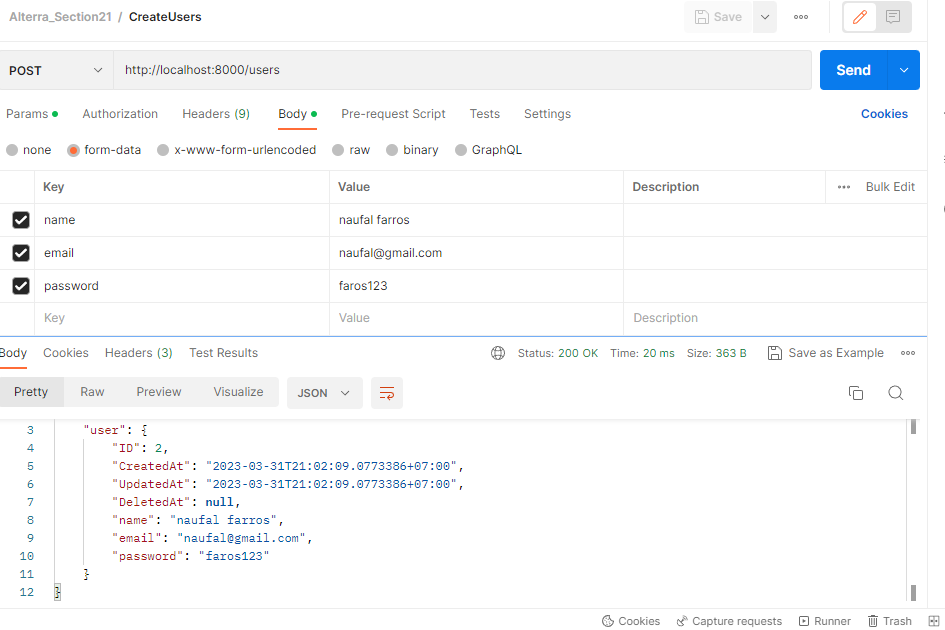 Alterra_Section21 / CreateUsers Save
POST http://localhost:8000/users Send
Params Authorization Headers (9) Body Pre-request Script Tests Settings Cookies
none form-data x-www-form-urlencoded raw binary GraphQL
Key Value Description Bulk Edit
name naufal farros
email naufal@gmail.com
password faros123
Key Value Description
Body Cookies Headers (3) Test Results Status: 200 OK Time: 20 ms Size: 363 B Save as Example
Pretty Raw Preview Visualize JSON
3 "user": {
4 "ID": 2,
5 "CreatedAt": "2023-03-31T21:02:09.0773386+07:00",
6 "UpdatedAt": "2023-03-31T21:02:09.0773386+07:00",
7 "DeletedAt": null,
8 "name": "naufal farros",
9 "email": "naufal@gmail.com",
10 "password": "faros123"
11 }
12 }
Cookies Capture requests Runner Trash